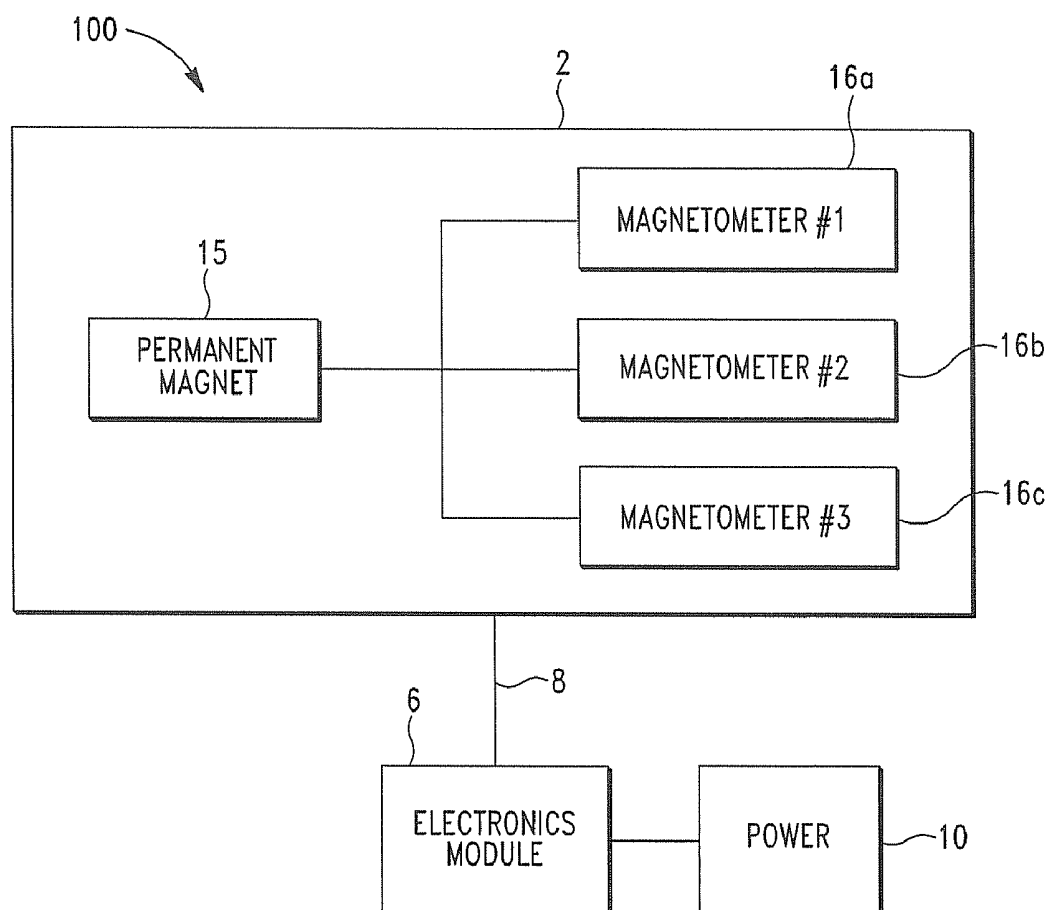 100
2
16a
MAGNETOMETER #1
15
PERMANENT
MAGNET
MAGNETOMETER #2
16b
MAGNETOMETER #3
16c
8
6
ELECTRONICS
MODULE
POWER
10